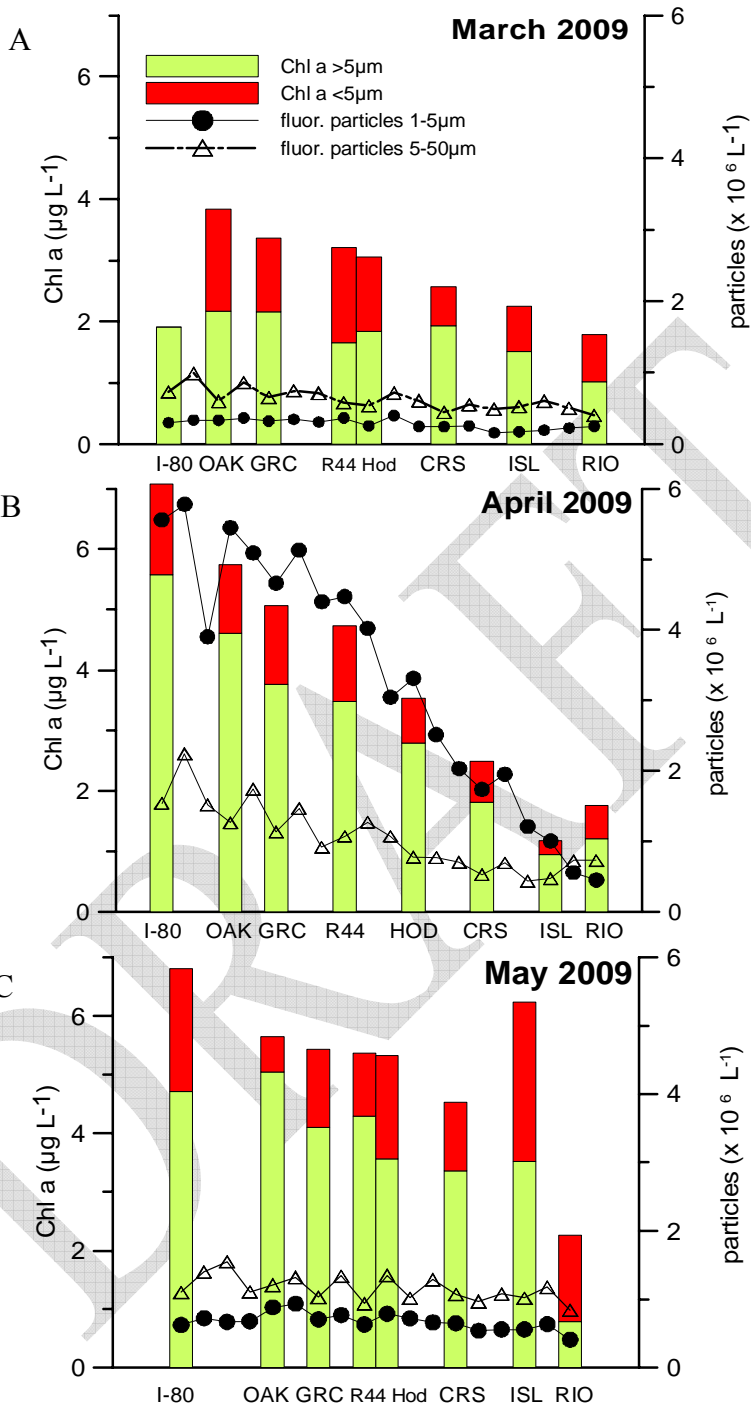 A
March 2009
Chl a >5µm
Chl a <5µm
fluor. particles 1-5µm
fluor. particles 5-50µm
6
4
2
0
Chl a (µg L-1)
6
4
2
0
particles (x 10 6 L-1)
I-80 OAK GRC R44 Hod CRS ISL RIO
B
April 2009
6
4
2
0
Chl a (µg L-1)
6
4
2
0
particles (x 10 6 L-1)
I-80 OAK GRC R44 HOD CRS ISL RIO
C
May 2009
6
4
2
0
Chl a (µg L-1)
6
4
2
0
particles (x 10 6 L-1)
I-80 OAK GRC R44 Hod CRS ISL RIO
DRAFT